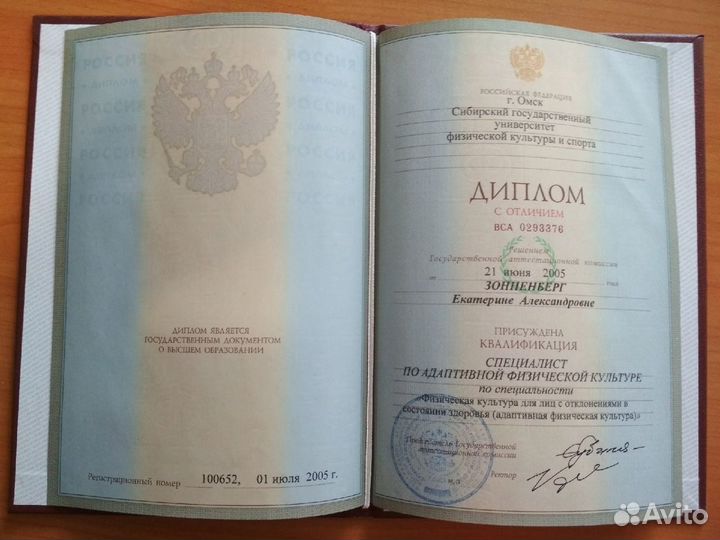 РОССИЯ
РОССИЯ
РОССИЯ
ДИПЛОМ ЯВЛЯЕТСЯ
ГОСУДАРСТВЕННЫМ ДОКУМЕНТОМ
О ВЫСШЕМ ОБРАЗОВАНИИ
Регистрационный номер 100652, 01 июля 2005 г.
РОССИЙСКАЯ ФЕДЕРАЦИЯ
г. Омск
Сибирский государственный
университет
физической культуры и спорта
ДИПЛОМ
С ОТЛИЧИЕМ
ВСА 0293376
Решением
Государственной аттестационной комиссии
от 21 июня 2005 года
ЗОННЕНБЕРГ
Екатерине Александровне
ПРИСУЖДЕНА
КВАЛИФИКАЦИЯ
СПЕЦИАЛИСТ
ПО АДАПТИВНОЙ ФИЗИЧЕСКОЙ КУЛЬТУРЕ
по специальности
«Физическая культура для лиц с отклонениями в
состоянии здоровья (адаптивная физическая культура)»
Председатель Государственной
аттестационной комиссии
Ректор
М.П.
Avito